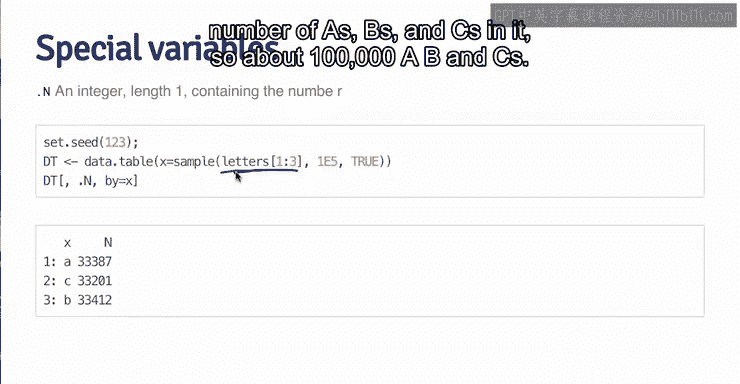 number of As, Bs, and Cs in it,
so about 100,000 A B and Cs.
Special variables
.N An integer, length 1, containing the numbe r
set.seed(123);
DT <- data.table(x=sample(letters[1:3], 1E5, TRUE))
DT[, .N, by=x]
x N
1: a 33387
2: c 33201
3: b 33412